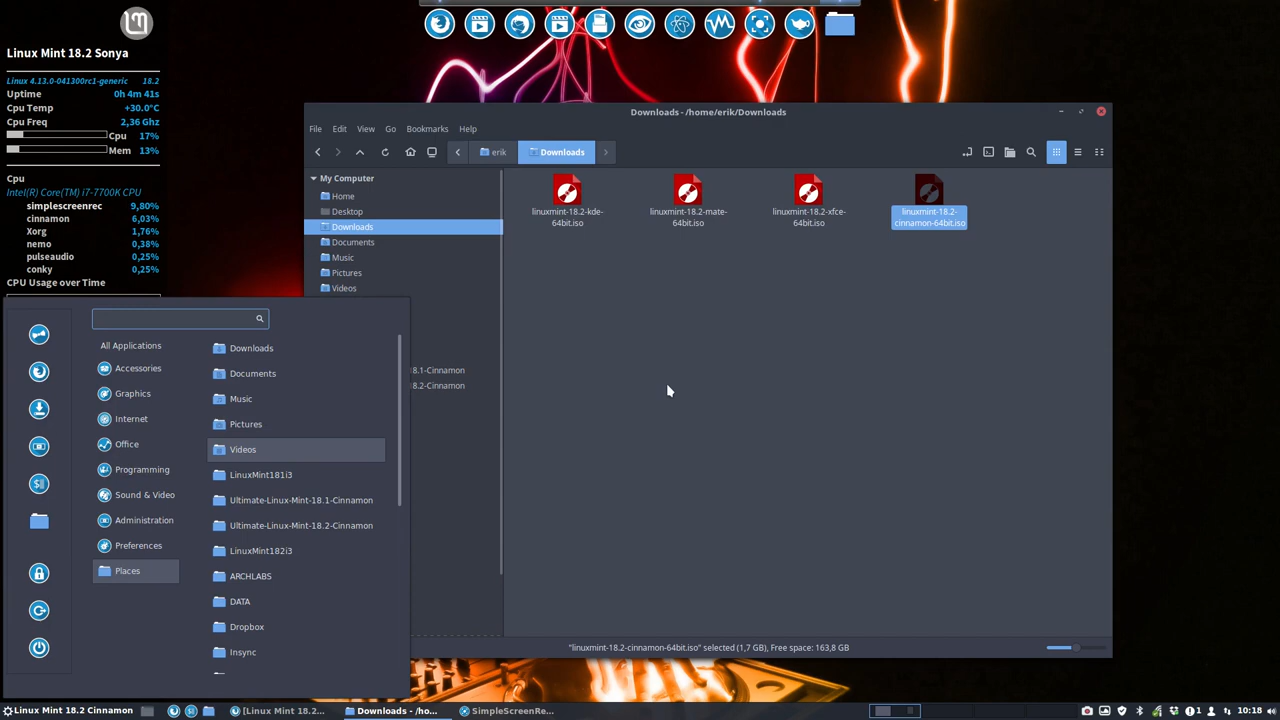 Linux Mint 18.2 Sonya
Linux 4.13.0-041300rc1-generic 18.2
Uptime 0h 4m 41s
Cpu Temp +30.0°C
Cpu Freq 2,36 Ghz
Cpu 17%
Mem 13%
Cpu
Intel(R) Core(TM) i7-7700K CPU
simplescreenrec 9,80%
cinnamon 6,03%
Xorg 1,76%
nemo 0,38%
pulseaudio 0,25%
conky 0,25%
CPU Usage over Time
Downloads - /home/erik/Downloads
File Edit View Go Bookmarks Help
erik Downloads
My Computer
Home
Desktop
Downloads
Documents
Music
Pictures
Videos
8.1-Cinnamon
8.2-Cinnamon
linuxmint-18.2-kde-
64bit.iso
linuxmint-18.2-mate-
64bit.iso
linuxmint-18.2-xfce-
64bit.iso
linuxmint-18.2-
cinnamon-64bit.iso
"linuxmint-18.2-cinnamon-64bit.iso" selected (1,7 GB), Free space: 163,8 GB
All Applications
Accessories
Graphics
Internet
Office
Programming
Sound & Video
Administration
Preferences
Places
Downloads
Documents
Music
Pictures
Videos
LinuxMint181i3
Ultimate-Linux-Mint-18.1-Cinnamon
Ultimate-Linux-Mint-18.2-Cinnamon
LinuxMint182i3
ARCHLABS
DATA
Dropbox
Insync
Linux Mint 18.2 Cinnamon
[Linux Mint 18.2...
Downloads - /ho...
SimpleScreenRe...
1
10:18